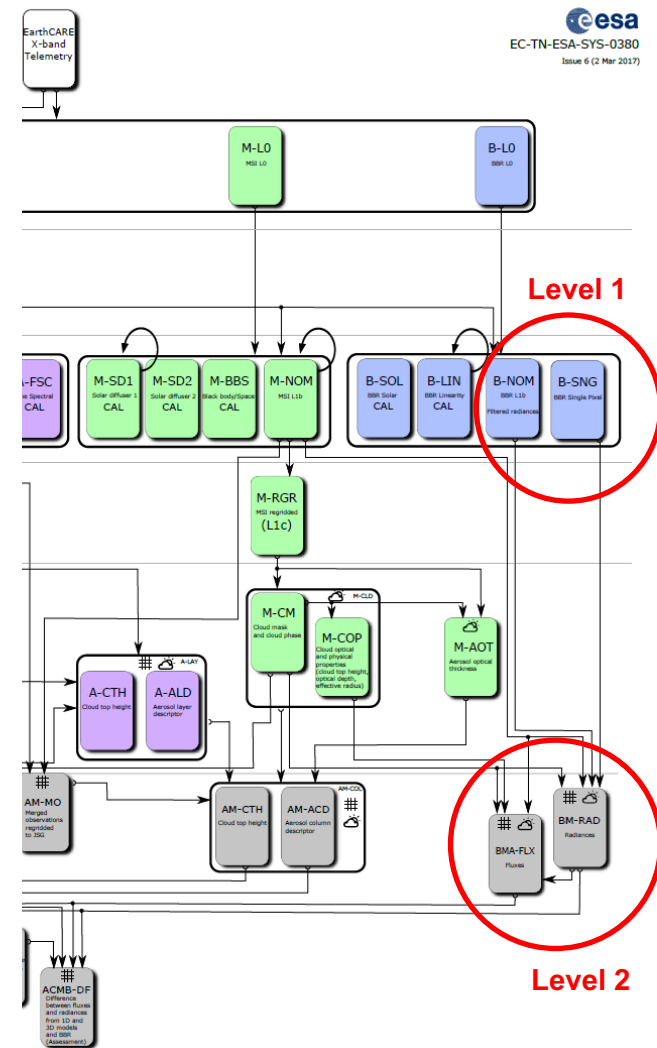 EarthCARE
X-band
Telemetry
esa
EC-TN-ESA-SYS-0380
Issue 6 (2 Mar 2017)
M-L0
MSI L0
B-L0
BBR L0
Level 1
A-FSC
Spectral
CAL
M-SD1
Solar diffuser 1
CAL
M-SD2
Solar diffuser 2
CAL
M-BBS
Black body/Space
CAL
M-NOM
MSI L1b
B-SOL
BBR Solar
CAL
B-LIN
BBR Linearity
CAL
B-NOM
BBR L1b
Filtered radiances
B-SNG
BBR Single Pixel
M-RGR
MSI regridded
(L1c)
M-CLD
M-CM
Cloud mask
and cloud phase
M-COP
Cloud optical
and physical
properties
(cloud top height,
optical depth,
effective radius)
M-AOT
Aerosol optical
thickness
A-LAY
A-CTH
Cloud top height
A-ALD
Aerosol layer
descriptor
AM-MO
Merged
observations
regridded
to JSG
AM-COL
AM-CTH
Cloud top height
AM-ACD
Aerosol column
descriptor
BMA-FLX
Fluxes
BM-RAD
Radiances
Level 2
ACMB-DF
Difference
between fluxes
and radiances
from 1D and
3D models
and BBR
(Assessment)